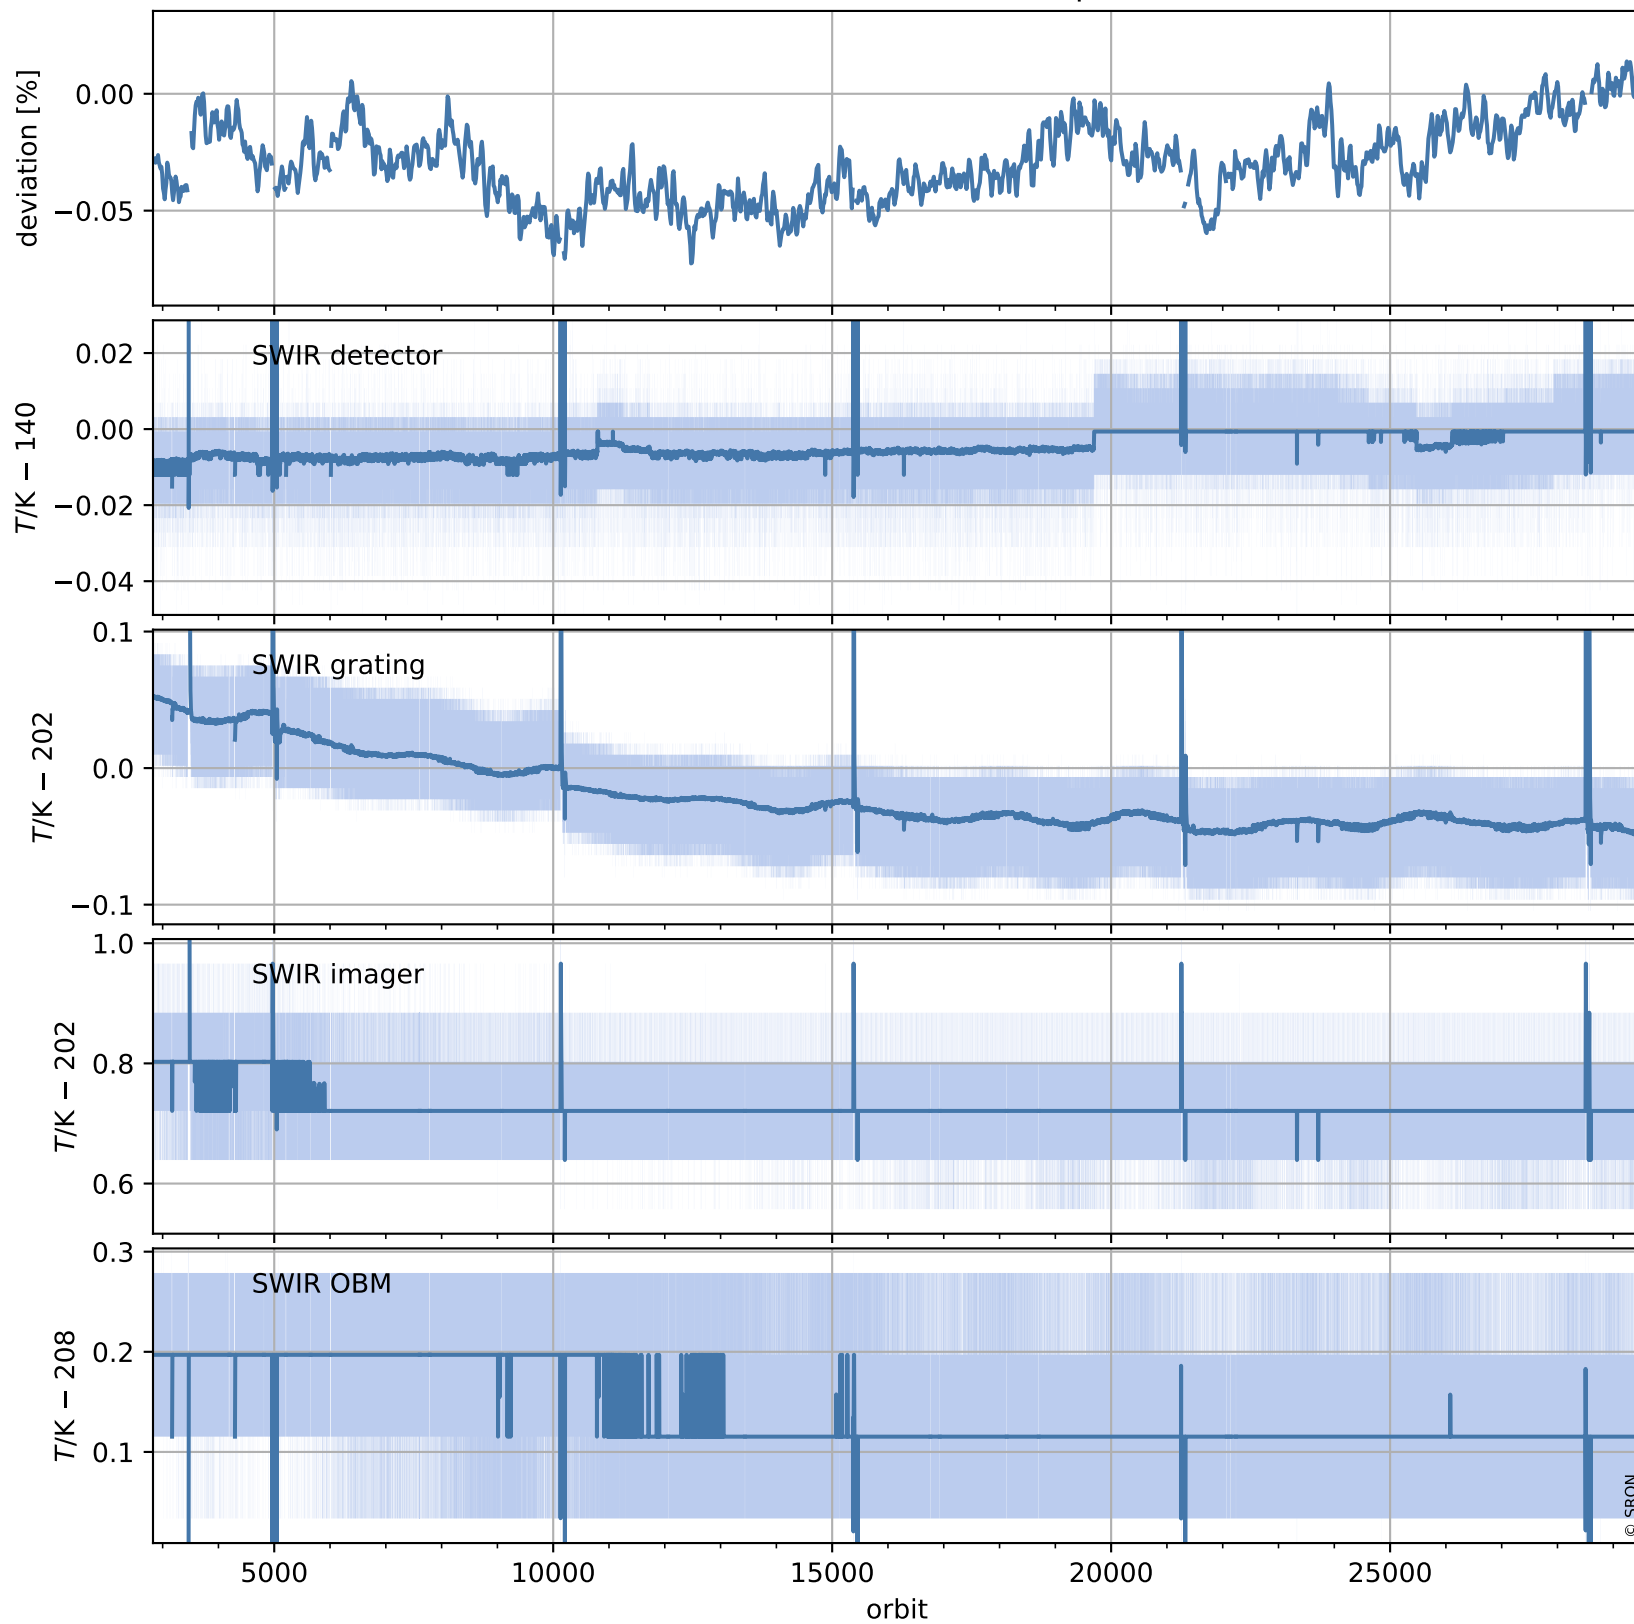 deviation [%]
0.00
−0.05
SWIR detector
T/K − 140
0.02
0.00
−0.02
−0.04
SWIR grating
T/K − 202
0.1
0.0
−0.1
SWIR imager
T/K − 202
1.0
0.8
0.6
SWIR OBM
T/K − 208
0.3
0.2
0.1
© SRON
5000 10000 15000 20000 25000
orbit